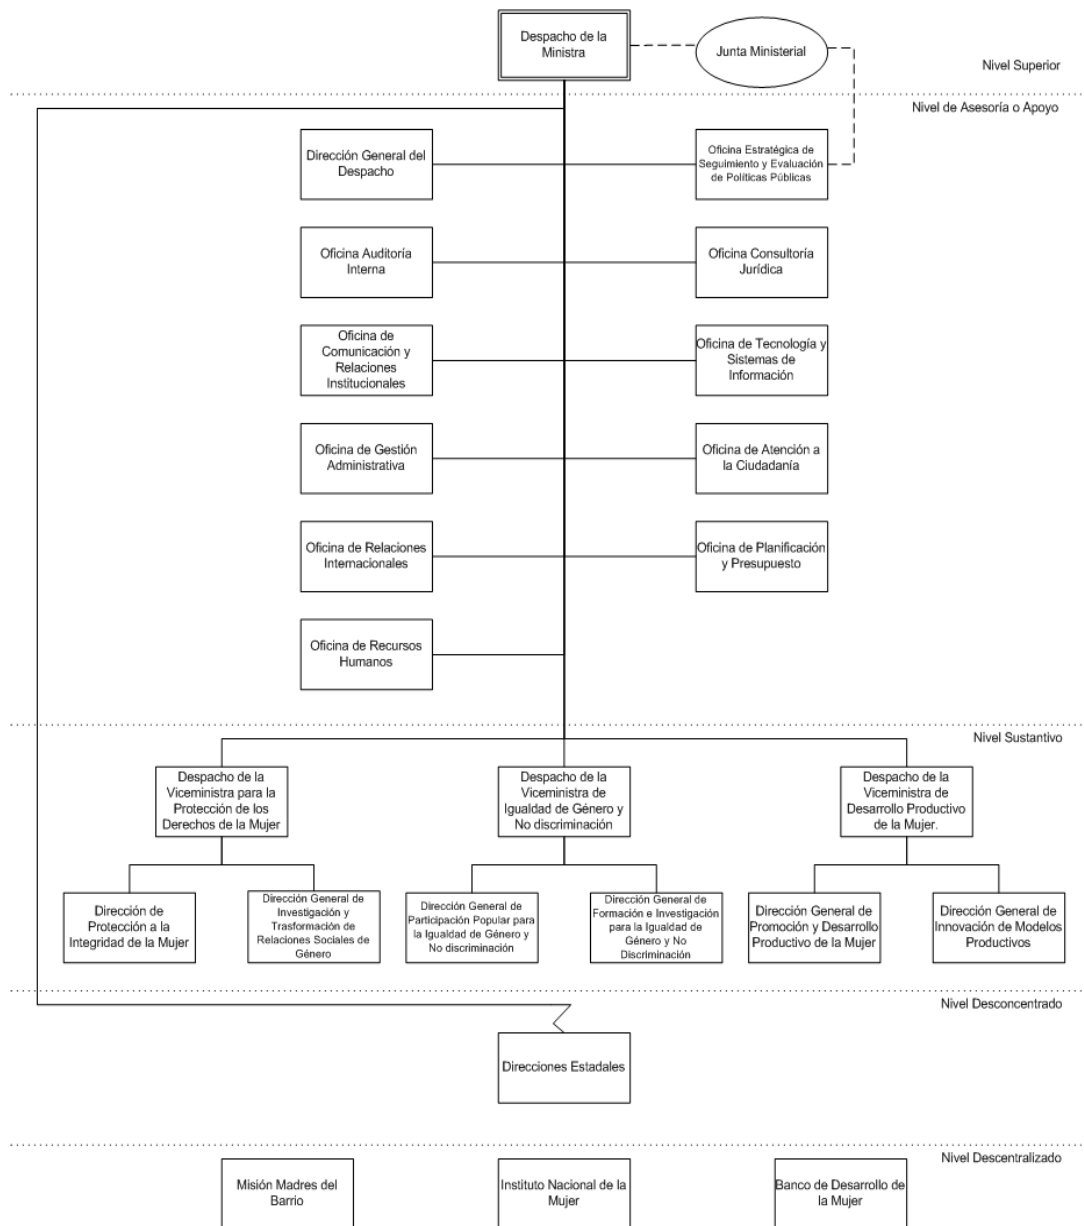 Despacho de la
Ministra
Junta Ministerial
Nivel Superior
Nivel de Asesoría o Apoyo
Dirección General del
Despacho
Oficina Estratégica de
Seguimiento y Evaluación
de Políticas Públicas
Oficina Auditoría
Interna
Oficina Consultoría
Jurídica
Oficina de
Comunicación y
Relaciones
Institucionales
Oficina de Tecnología y
Sistemas de
Información
Oficina de Gestión
Administrativa
Oficina de Atención a
la Ciudadanía
Oficina de Relaciones
Internacionales
Oficina de Planificación
y Presupuesto
Oficina de Recursos
Humanos
Nivel Sustantivo
Despacho de la
Viceministra para la
Protección de los
Derechos de la Mujer
Despacho de la
Viceministra de
Igualdad de Género y
No discriminación
Despacho de la
Viceministra de
Desarrollo Productivo
de la Mujer.
Dirección de
Protección a la
Integridad de la Mujer
Dirección General de
Investigación y
Trasformación de
Relaciones Sociales de
Género
Dirección General de
Participación Popular para
la Igualdad de Género y
No discriminación
Dirección General de
Formación e Investigación
para la Igualdad de
Género y No
Discriminación
Dirección General de
Promoción y Desarrollo
Productivo de la Mujer
Dirección General de
Innovación de Modelos
Productivos
Nivel Desconcentrado
Direcciones Estadales
Nivel Descentralizado
Misión Madres del
Barrio
Instituto Nacional de la
Mujer
Banco de Desarrollo de
la Mujer